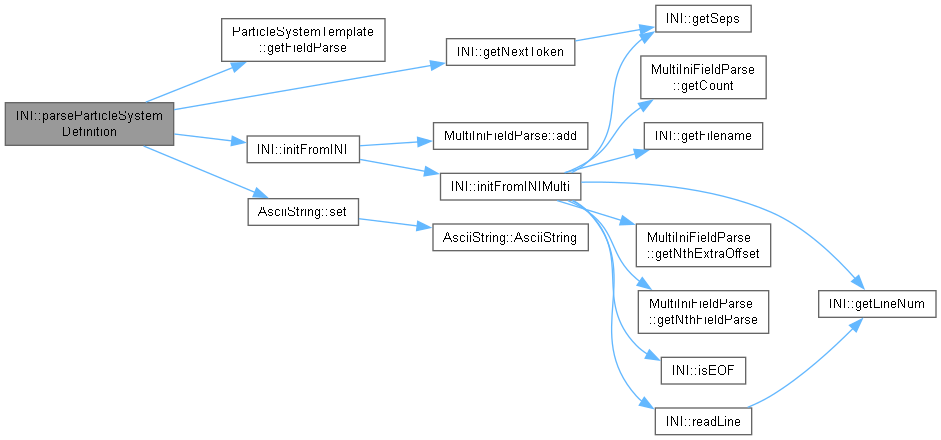 INI::parseParticleSystem
Definition
ParticleSystemTemplate
::getFieldParse
INI::getNextToken
INI::initFromINI
AsciiString::set
MultiIniFieldParse::add
INI::initFromINIMulti
AsciiString::AsciiString
INI::getSeps
MultiIniFieldParse
::getCount
INI::getFilename
MultiIniFieldParse
::getNthExtraOffset
MultiIniFieldParse
::getNthFieldParse
INI::isEOF
INI::readLine
INI::getLineNum